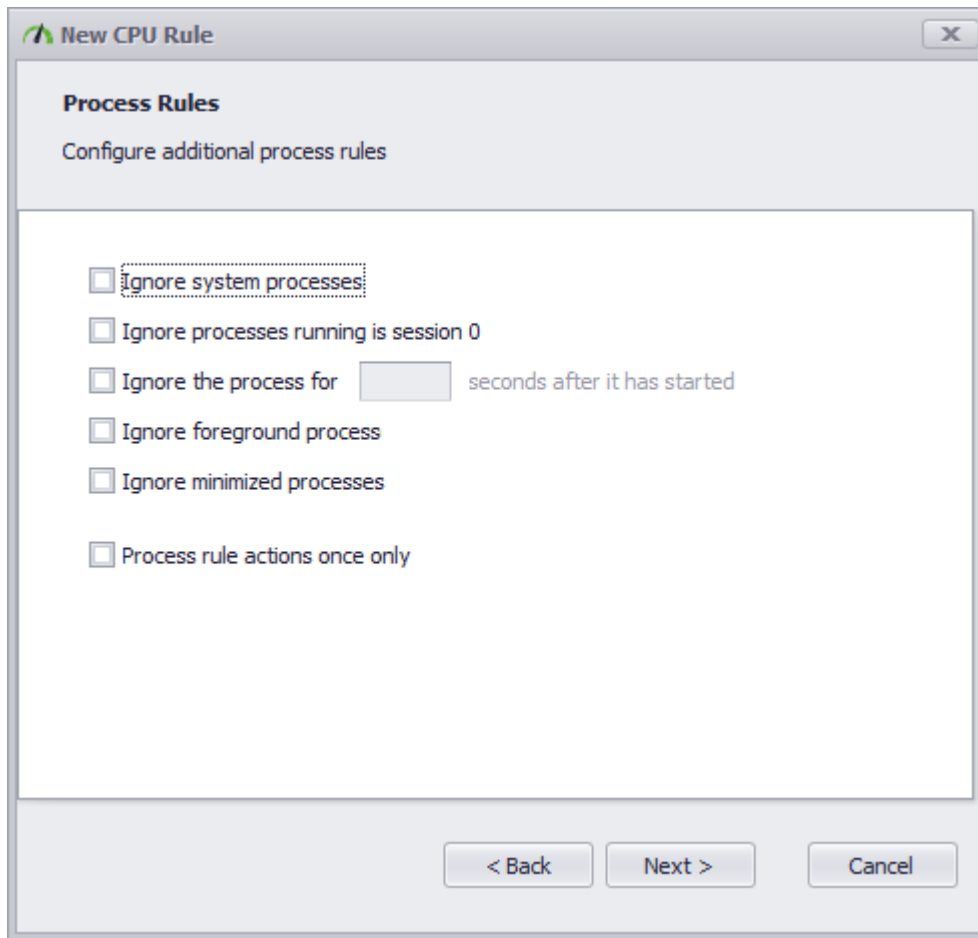 New CPU Rule
Process Rules
Configure additional process rules
Ignore system processes
Ignore processes running is session 0
Ignore the process for seconds after it has started
Ignore foreground process
Ignore minimized processes
Process rule actions once only
< Back Next > Cancel